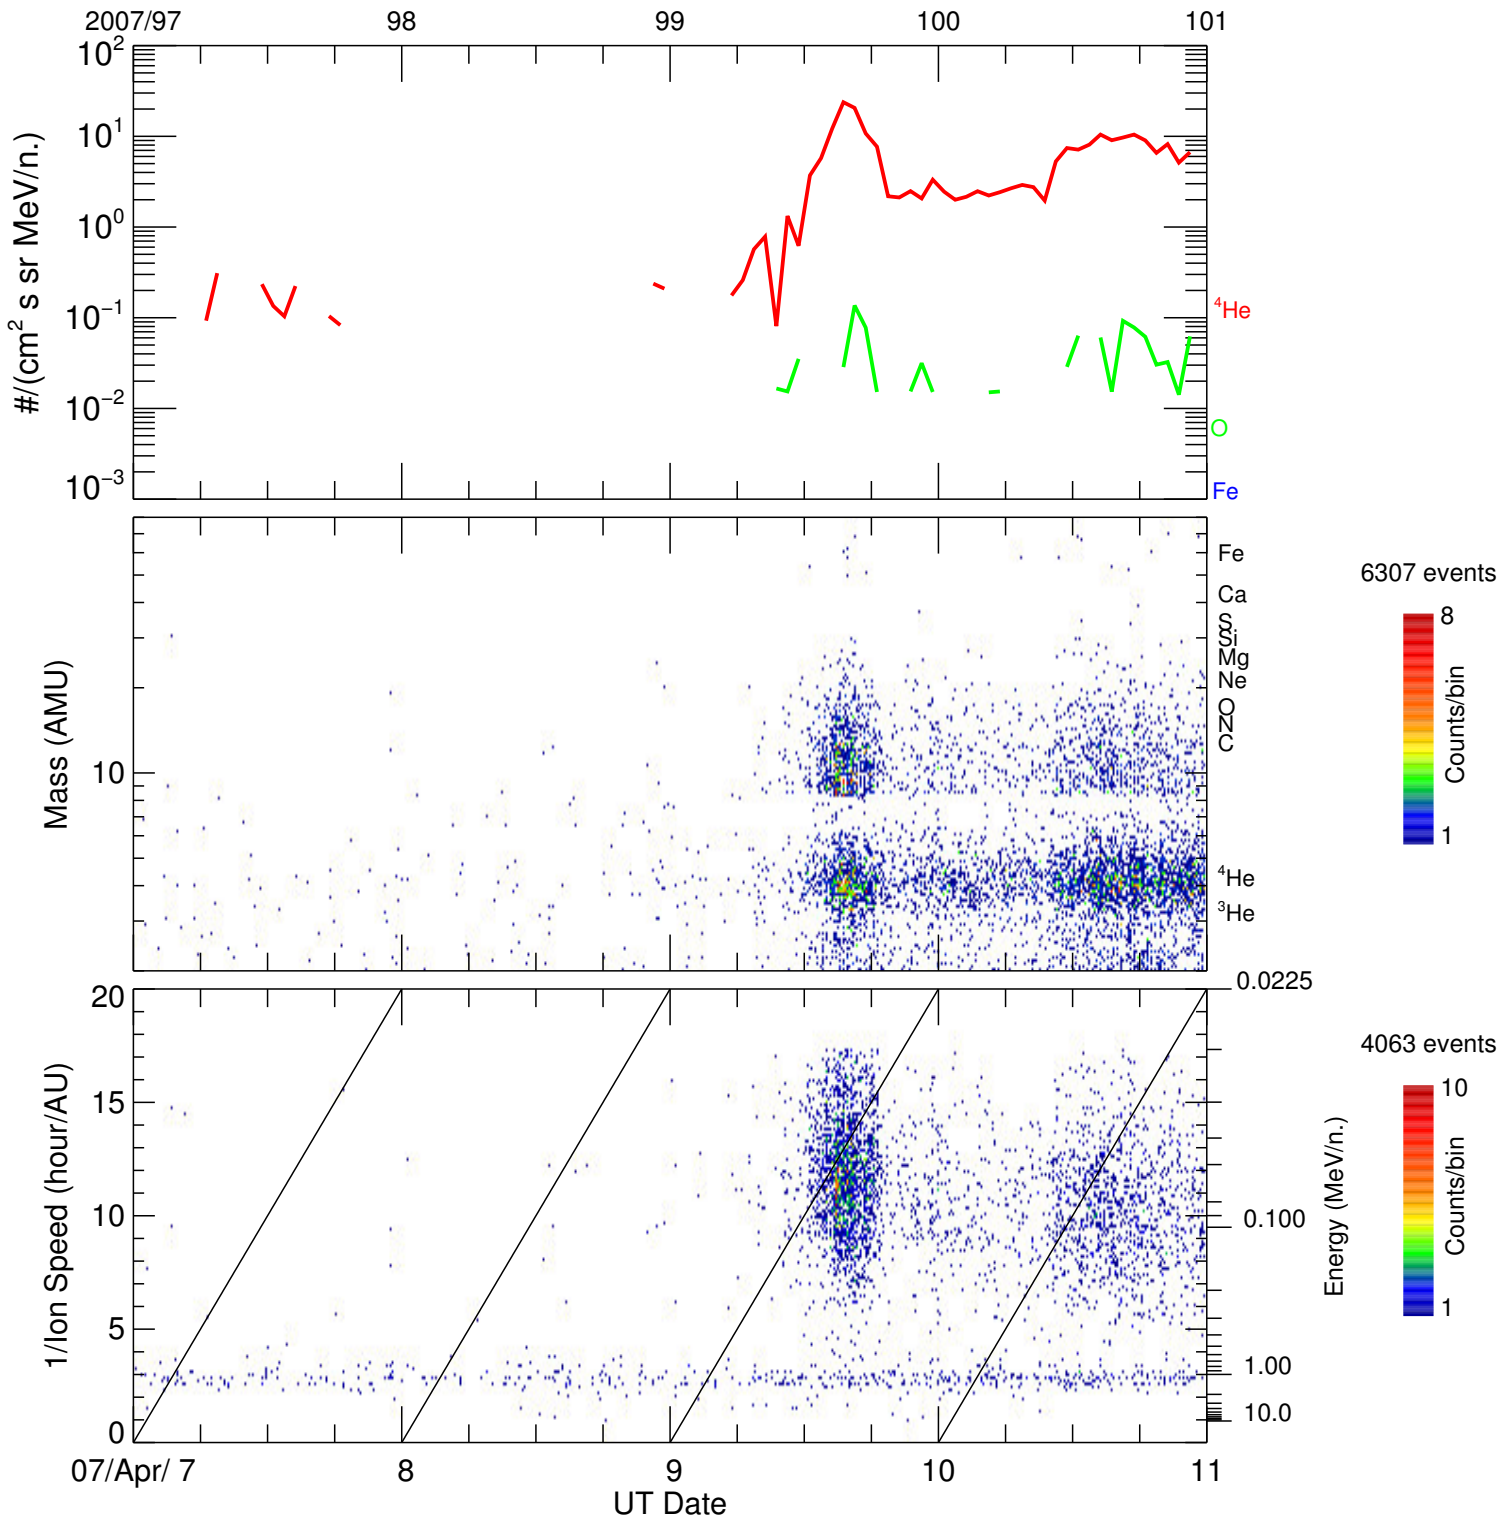 2007/97 98 99 100 101
10²
10¹
10⁰
10⁻¹
10⁻²
10⁻³
#/(cm² s sr MeV/n.)
⁴He
O
Fe
Mass (AMU)
10
Fe
Ca
S
Si
Mg
Ne
O
N
C
⁴He
³He
6307 events
8
Counts/bin
1
1/Ion Speed (hour/AU)
20
15
10
5
0
0.0225
0.100
1.00
10.0
Energy (MeV/n.)
4063 events
10
Counts/bin
1
07/Apr/ 7 8 9 10 11
UT Date